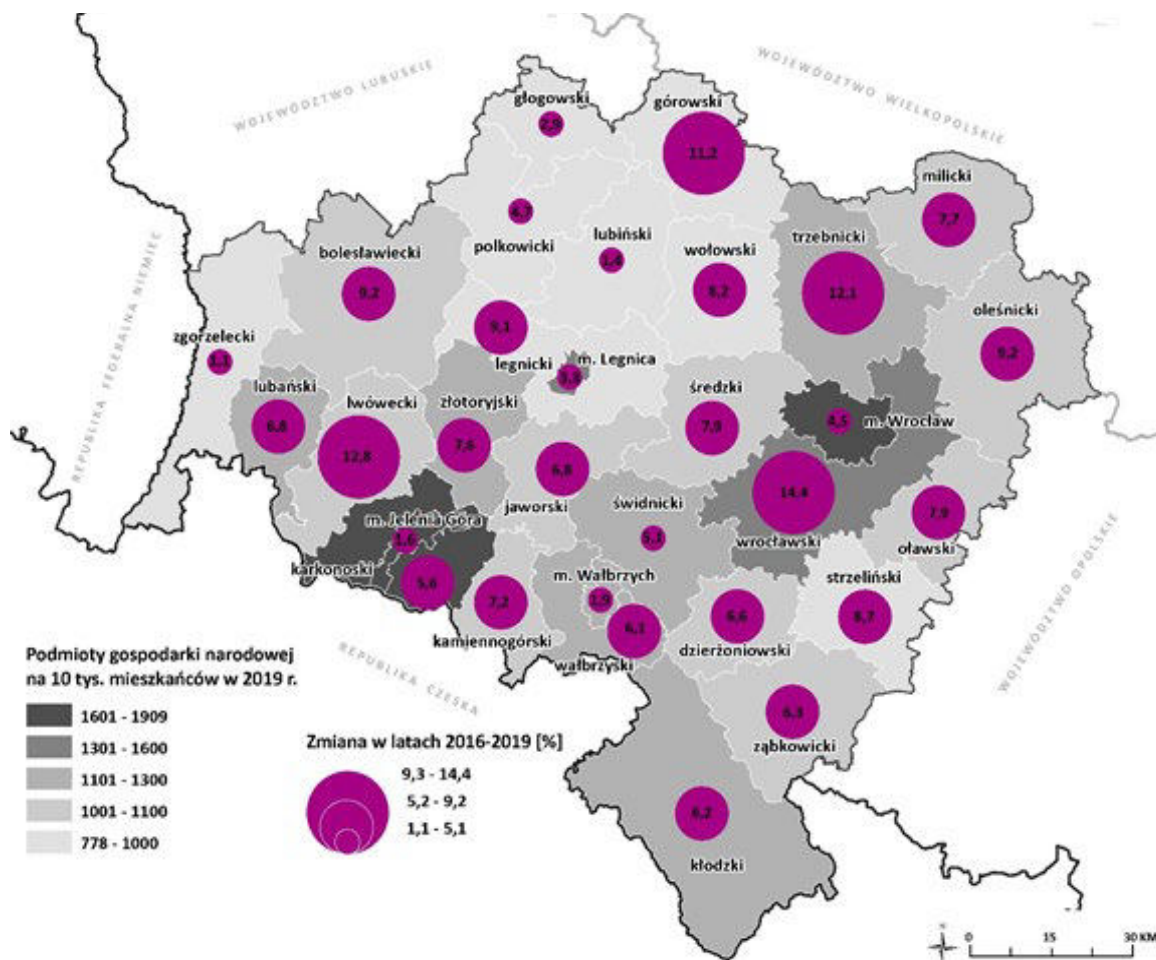 WOJEWÓDZTWO LUBUSKIE
WOJEWÓDZTWO WIELKOPOLSKIE
REPUBLIKA FEDERALNA NIEMIEC
głogowski
2,9
górowski
11,2
milicki
7,7
polkowicki
lubiński
1,4
bolesławiecki
9,2
wołowski
8,2
trzebnicki
12,1
oleśnicki
9,2
zgorzelecki
1,1
legnicki
9,1
m. Legnica
lubański
6,8
lwówecki
12,8
złotoryjski
7,6
średzki
7,9
m. Wrocław
4,5
jaworski
6,8
świdnicki
wrocławski
14,4
oławski
7,9
m. Jelenia Góra
1,6
karkonoski
5,6
kamiennogórski
7,2
m. Wałbrzych
1,9
wałbrzyski
6,1
dzierżoniowski
6,6
strzeliński
8,7
ząbkowicki
6,3
kłodzki
6,2
REPUBLIKA CZESKA
WOJEWÓDZTWO OPOLSKIE
Podmioty gospodarki narodowej
na 10 tys. mieszkańców w 2019 r.
1601 - 1909
1301 - 1600
1101 - 1300
1001 - 1100
778 - 1000
Zmiana w latach 2016-2019 [%]
9,3 - 14,4
5,2 - 9,2
1,1 - 5,1
0 15 30 KM